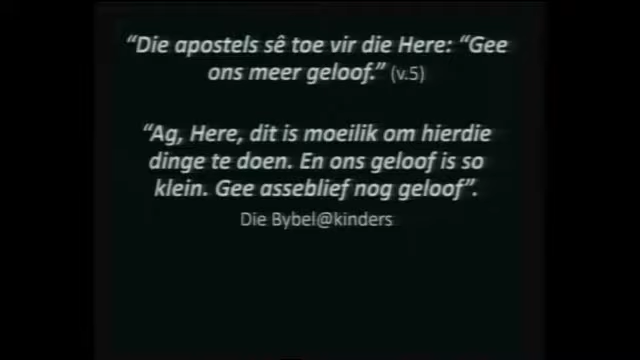 “Die apostels sê toe vir die Here: “Gee
ons meer geloof.” (v.5)
“Ag, Here, dit is moeilik om hierdie
dinge te doen. En ons geloof is so
klein. Gee asseblief nog geloof”.
Die Bybel@kinders